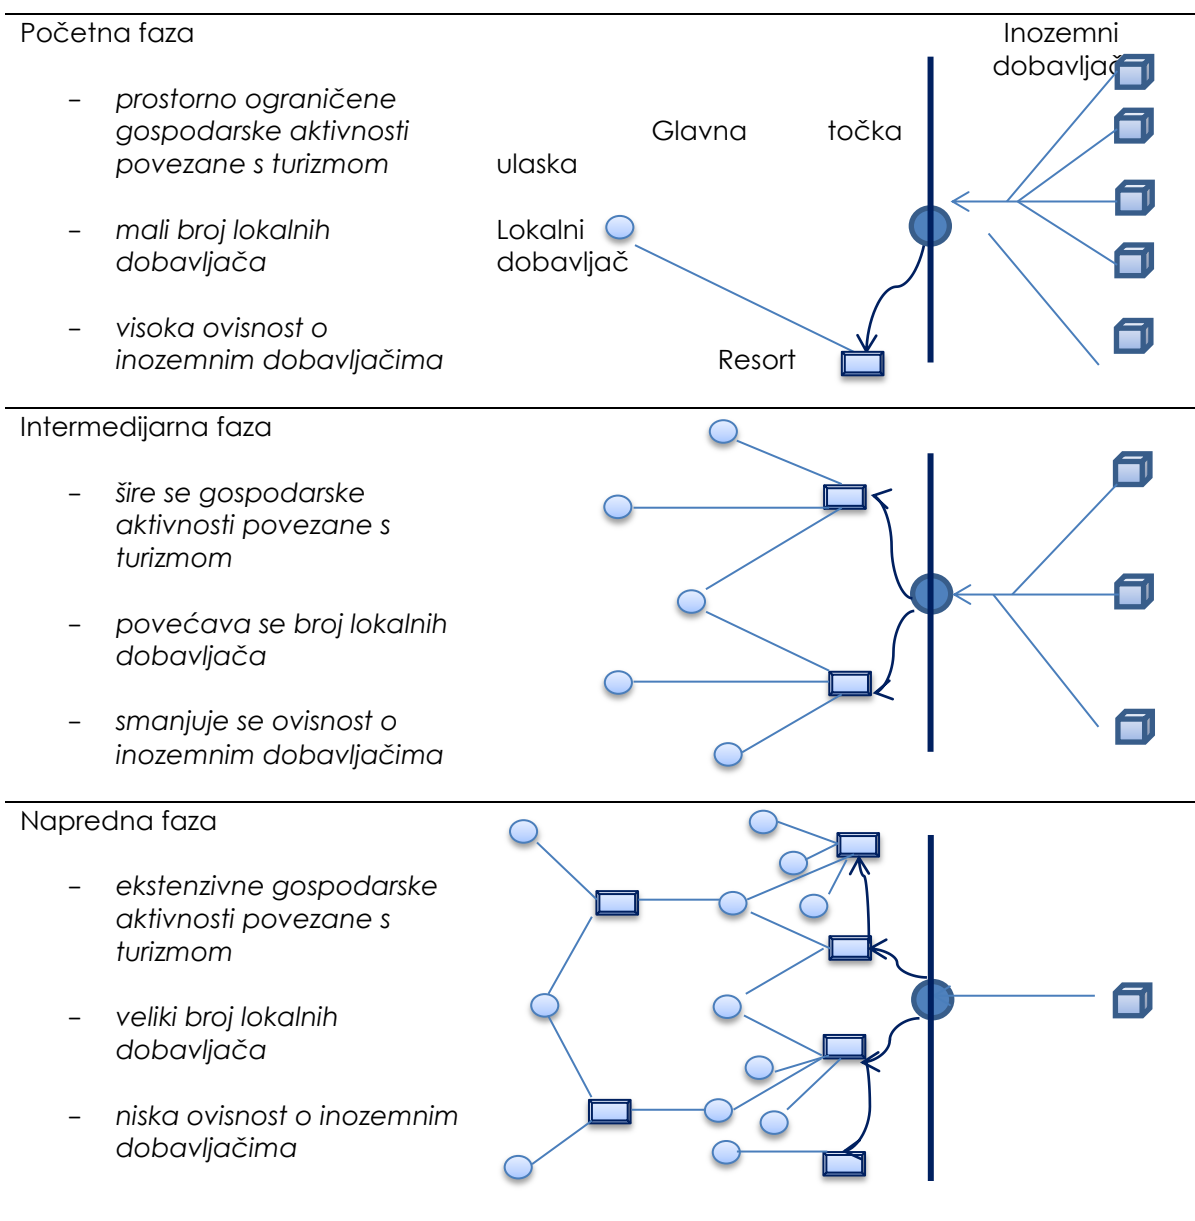 Početna faza
Inozemni
dobavljač
- prostorno ograničene
gospodarske aktivnosti
povezane s turizmom
Glavna točka
ulaska
- mali broj lokalnih
dobavljača
Lokalni
dobavljač
- visoka ovisnost o
inozemnim dobavljačima
Resort
Intermedijarna faza
- šire se gospodarske
aktivnosti povezane s
turizmom
- povećava se broj lokalnih
dobavljača
- smanjuje se ovisnost o
inozemnim dobavljačima
Napredna faza
- ekstenzivne gospodarske
aktivnosti povezane s
turizmom
- veliki broj lokalnih
dobavljača
- niska ovisnost o inozemnim
dobavljačima